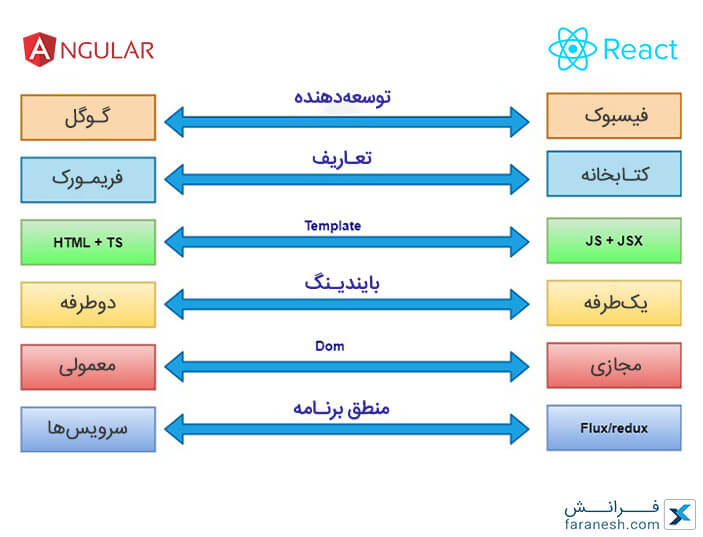 ANGULAR
React
گوگل
توسعه‌دهنده
فیسبوک
فریمورک
تعاریف
کتابخانه
HTML + TS
Template
JS + JSX
دوطرفه
بایندینگ
یک‌طرفه
معمولی
Dom
مجازی
سرویس‌ها
منطق برنامه
Flux/redux
فرانش
faranesh.com